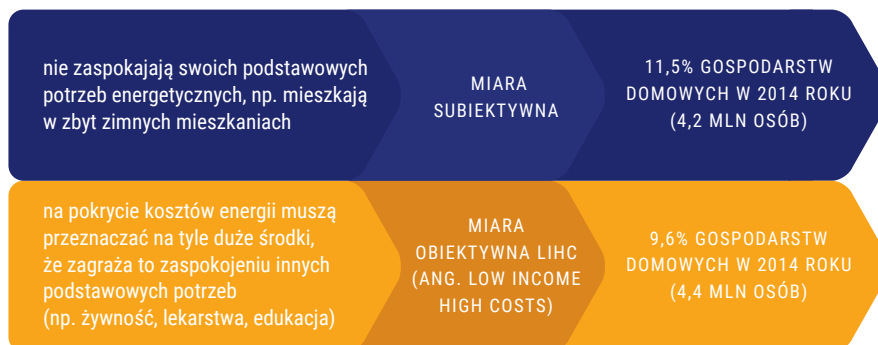 nie zaspokajają swoich podstawowych
potrzeb energetycznych, np. mieszkają
w zbyt zimnych mieszkaniach
MIARA
SUBIEKTYWNA
11,5% GOSPODARSTW
DOMOWYCH W 2014 ROKU
(4,2 MLN OSÓB)
na pokrycie kosztów energii muszą
przeznaczać na tyle duże środki,
że zagraża to zaspokojeniu innych
podstawowych potrzeb
(np. żywność, lekarstwa, edukacja)
MIARA
OBIEKTYWNA LIHC
(ANG. LOW INCOME
HIGH COSTS)
9,6% GOSPODARSTW
DOMOWYCH W 2014 ROKU
(4,4 MLN OSÓB)